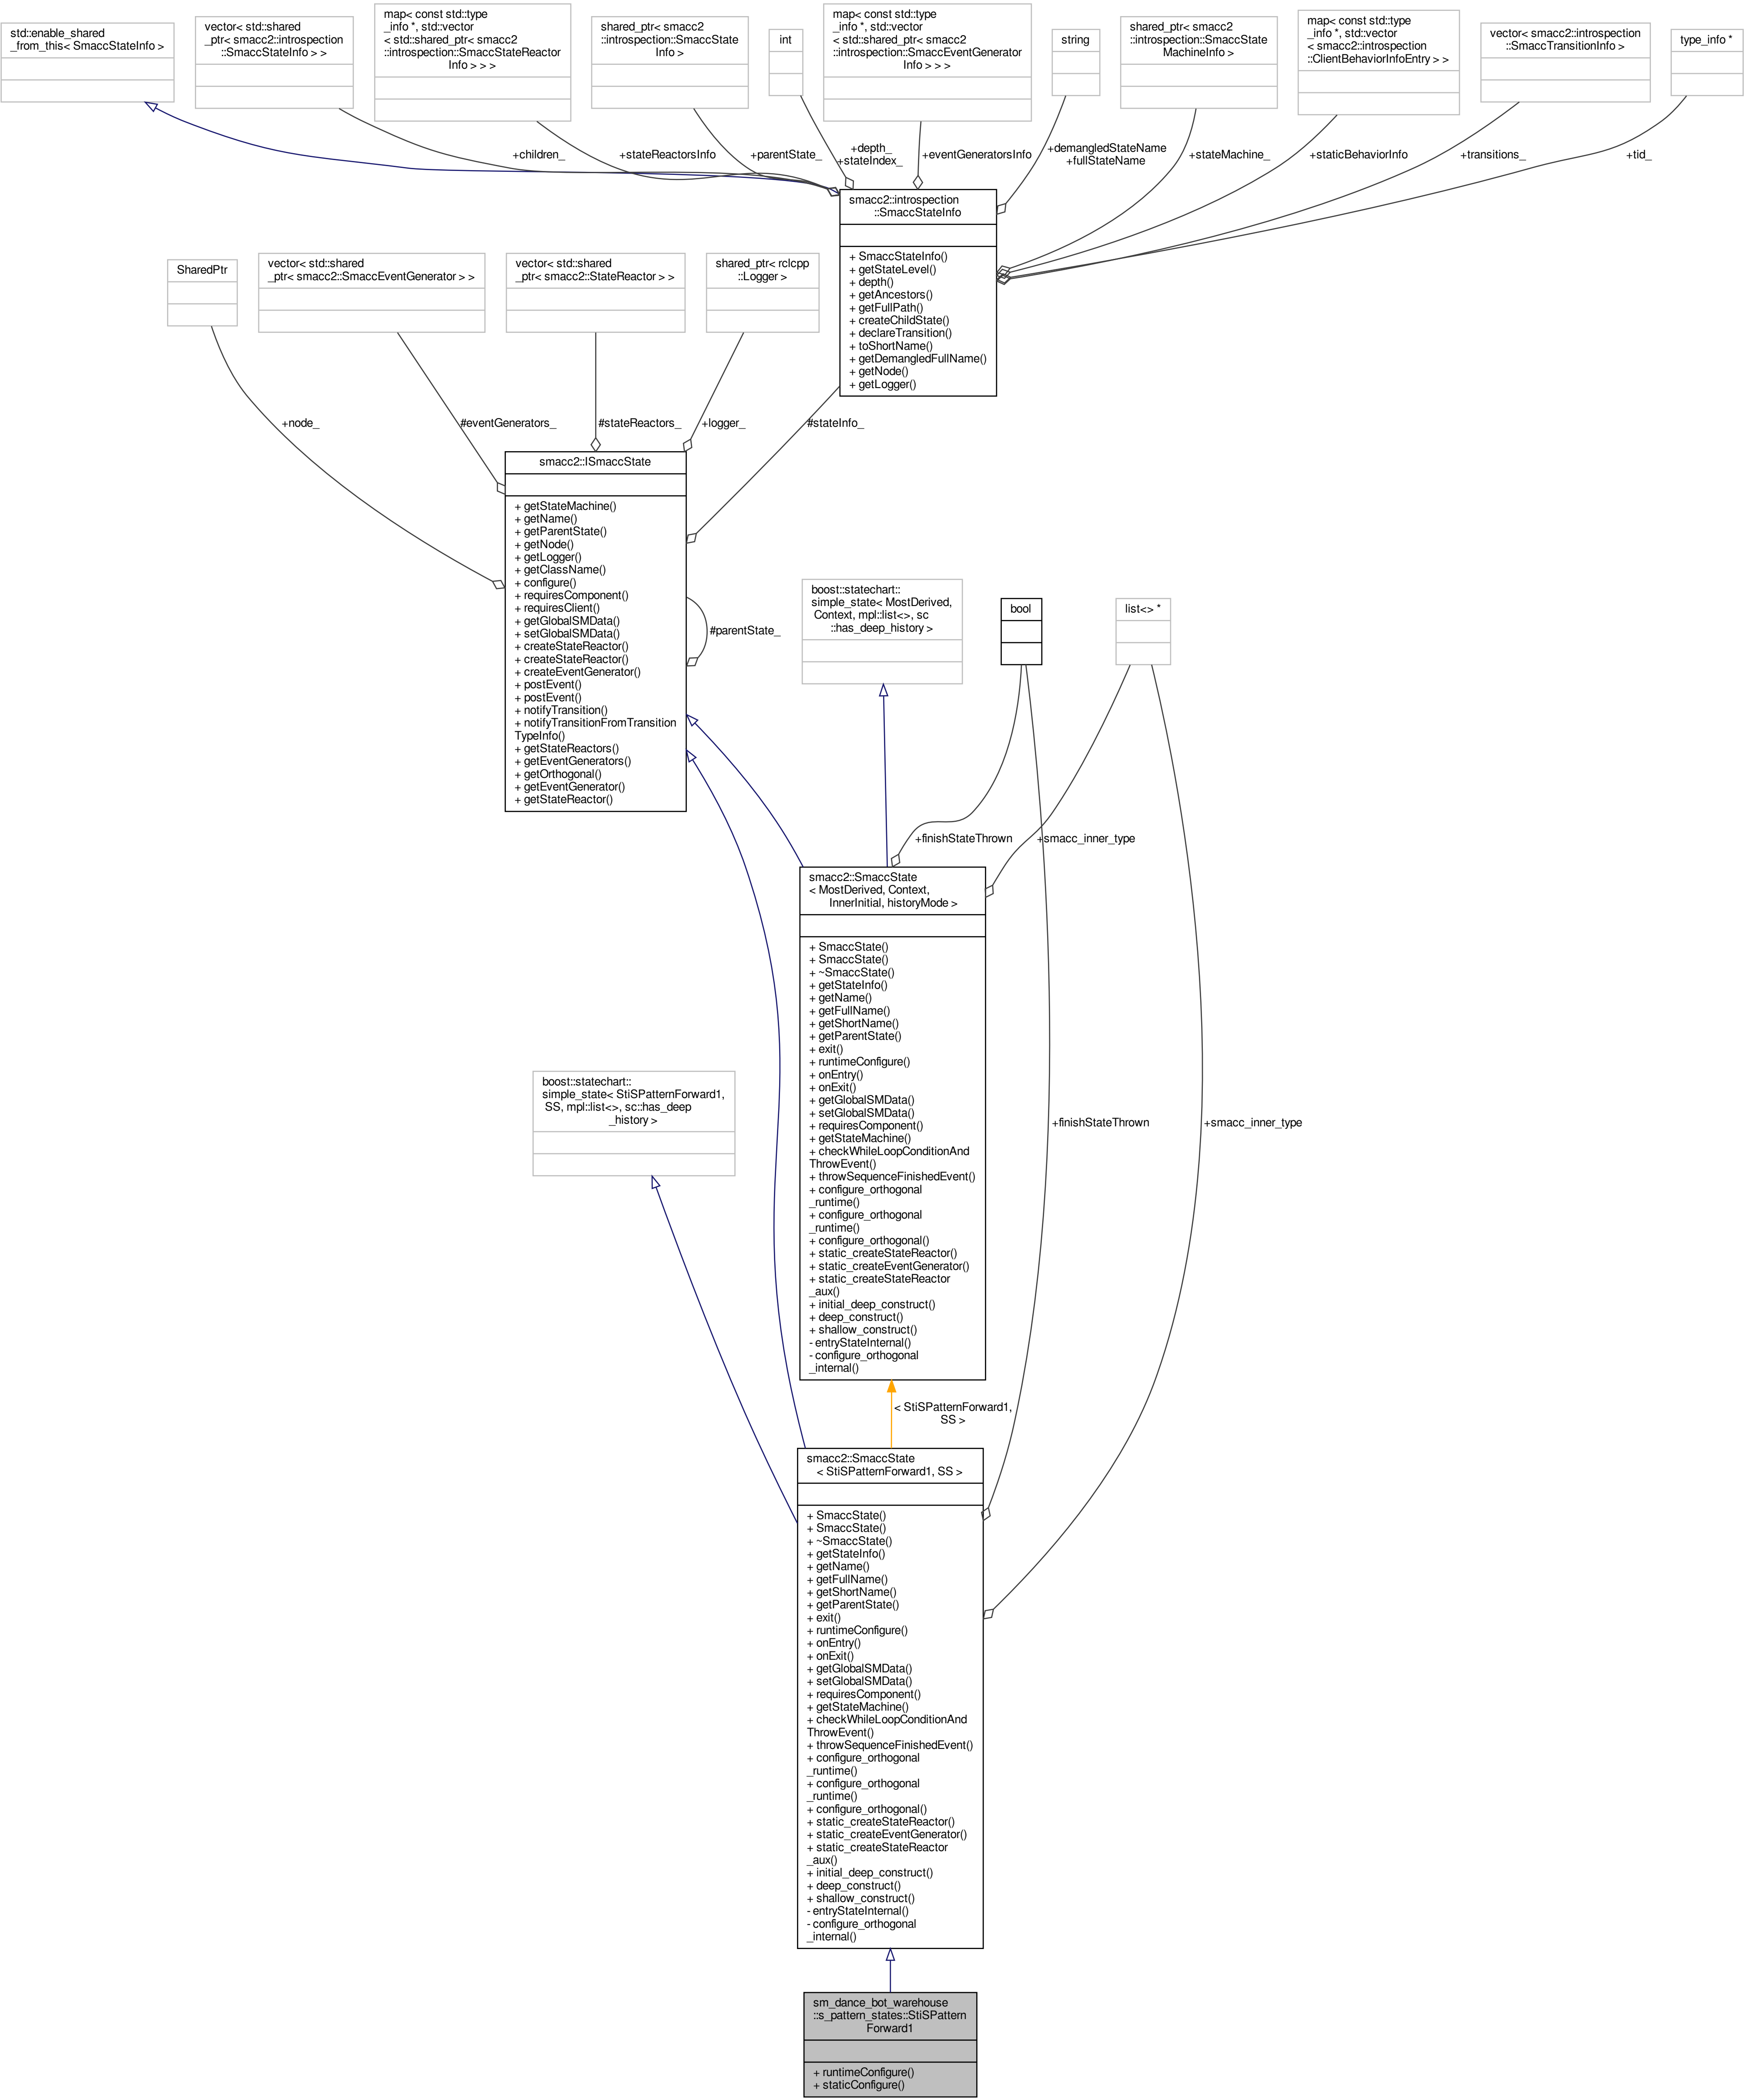 std::enable_shared
_from_this< SmaccStateInfo >
vector< std::shared
_ptr< smacc2::introspection
::SmaccStateInfo > >
map< const std::type
_info *, std::vector
< std::shared_ptr< smacc2
::introspection::SmaccStateReactor
Info > > >
shared_ptr< smacc2
::introspection::SmaccState
Info >
int
map< const std::type
_info *, std::vector
< std::shared_ptr< smacc2
::introspection::SmaccEventGenerator
Info > > >
string
shared_ptr< smacc2
::introspection::SmaccState
MachineInfo >
map< const std::type
_info *, std::vector
< smacc2::introspection
::ClientBehaviorInfoEntry > >
vector< smacc2::introspection
::SmaccTransitionInfo >
type_info *
+children_
+stateReactorsInfo
+parentState_
+depth_
+stateIndex_
+eventGeneratorsInfo
+demangledStateName
+fullStateName
+stateMachine_
+staticBehaviorInfo
+transitions_
+tid_
smacc2::introspection
::SmaccStateInfo
+ SmaccStateInfo()
+ getStateLevel()
+ depth()
+ getAncestors()
+ getFullPath()
+ createChildState()
+ declareTransition()
+ toShortName()
+ getDemangledFullName()
+ getNode()
+ getLogger()
SharedPtr
vector< std::shared
_ptr< smacc2::SmaccEventGenerator > >
vector< std::shared
_ptr< smacc2::StateReactor > >
shared_ptr< rclcpp
::Logger >
+node_
#eventGenerators_
#stateReactors_
+logger_
#stateInfo_
smacc2::ISmaccState
+ getStateMachine()
+ getName()
+ getParentState()
+ getNode()
+ getLogger()
+ getClassName()
+ configure()
+ requiresComponent()
+ requiresClient()
+ getGlobalSMData()
+ setGlobalSMData()
+ createStateReactor()
+ createStateReactor()
+ createEventGenerator()
+ postEvent()
+ postEvent()
+ notifyTransition()
+ notifyTransitionFromTransition
TypeInfo()
+ getStateReactors()
+ getEventGenerators()
+ getOrthogonal()
+ getEventGenerator()
+ getStateReactor()
#parentState_
boost::statechart::
simple_state< MostDerived,
Context, mpl::list<>, sc
::has_deep_history >
bool
list<> *
+finishStateThrown
+smacc_inner_type
smacc2::SmaccState
< MostDerived, Context,
InnerInitial, historyMode >
+ SmaccState()
+ SmaccState()
+ ~SmaccState()
+ getStateInfo()
+ getName()
+ getFullName()
+ getShortName()
+ getParentState()
+ exit()
+ runtimeConfigure()
+ onEntry()
+ onExit()
+ getGlobalSMData()
+ setGlobalSMData()
+ requiresComponent()
+ getStateMachine()
+ checkWhileLoopConditionAnd
ThrowEvent()
+ throwSequenceFinishedEvent()
+ configure_orthogonal
_runtime()
+ configure_orthogonal
_runtime()
+ configure_orthogonal()
+ static_createStateReactor()
+ static_createEventGenerator()
+ static_createStateReactor
_aux()
+ initial_deep_construct()
+ deep_construct()
+ shallow_construct()
- entryStateInternal()
- configure_orthogonal
_internal()
boost::statechart::
simple_state< StiSPatternForward1,
SS, mpl::list<>, sc::has_deep
_history >
+finishStateThrown
+smacc_inner_type
< StiSPatternForward1,
SS >
smacc2::SmaccState
< StiSPatternForward1, SS >
+ SmaccState()
+ SmaccState()
+ ~SmaccState()
+ getStateInfo()
+ getName()
+ getFullName()
+ getShortName()
+ getParentState()
+ exit()
+ runtimeConfigure()
+ onEntry()
+ onExit()
+ getGlobalSMData()
+ setGlobalSMData()
+ requiresComponent()
+ getStateMachine()
+ checkWhileLoopConditionAnd
ThrowEvent()
+ throwSequenceFinishedEvent()
+ configure_orthogonal
_runtime()
+ configure_orthogonal
_runtime()
+ configure_orthogonal()
+ static_createStateReactor()
+ static_createEventGenerator()
+ static_createStateReactor
_aux()
+ initial_deep_construct()
+ deep_construct()
+ shallow_construct()
- entryStateInternal()
- configure_orthogonal
_internal()
sm_dance_bot_warehouse
::s_pattern_states::StiSPattern
Forward1
+ runtimeConfigure()
+ staticConfigure()